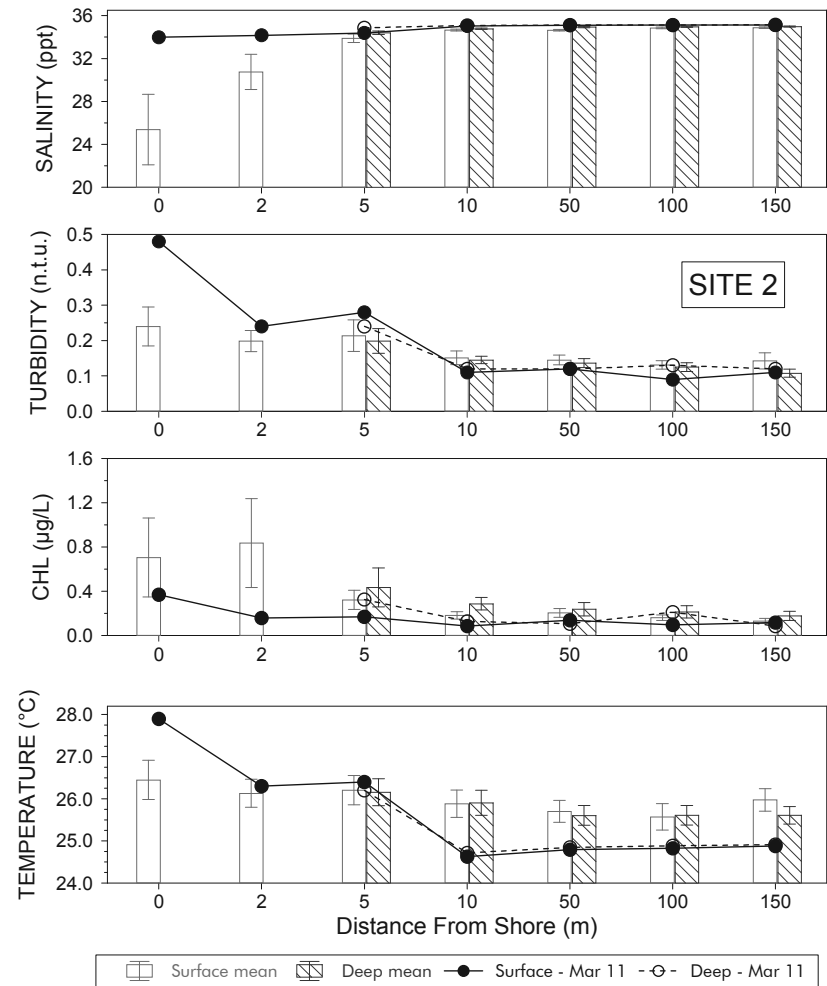 SALINITY (ppt)
36
32
28
24
20
0 2 5 10 50 100 150
TURBIDITY (n.t.u.)
0.5
0.4
0.3
0.2
0.1
0.0
SITE 2
0 2 5 10 50 100 150
CHL (µg/L)
1.6
1.2
0.8
0.4
0.0
0 2 5 10 50 100 150
TEMPERATURE (°C)
28.0
27.0
26.0
25.0
24.0
0 2 5 10 50 100 150
Distance From Shore (m)
Surface mean Deep mean Surface - Mar 11 Deep - Mar 11